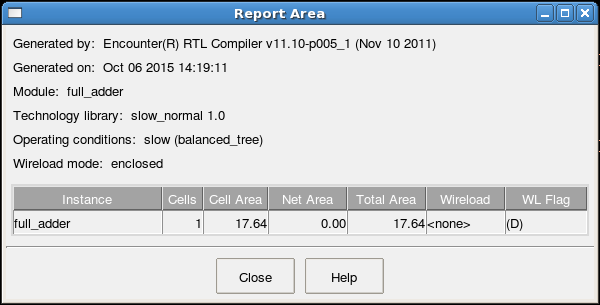 Report Area
Generated by: Encounter(R) RTL Compiler v11.10-p005_1 (Nov 10 2011)
Generated on: Oct 06 2015 14:19:11
Module: full_adder
Technology library: slow_normal 1.0
Operating conditions: slow (balanced_tree)
Wireload mode: enclosed
Instance Cells Cell Area Net Area Total Area Wireload WL Flag
full_adder 1 17.64 0.00 17.64 <none> (D)
Close Help